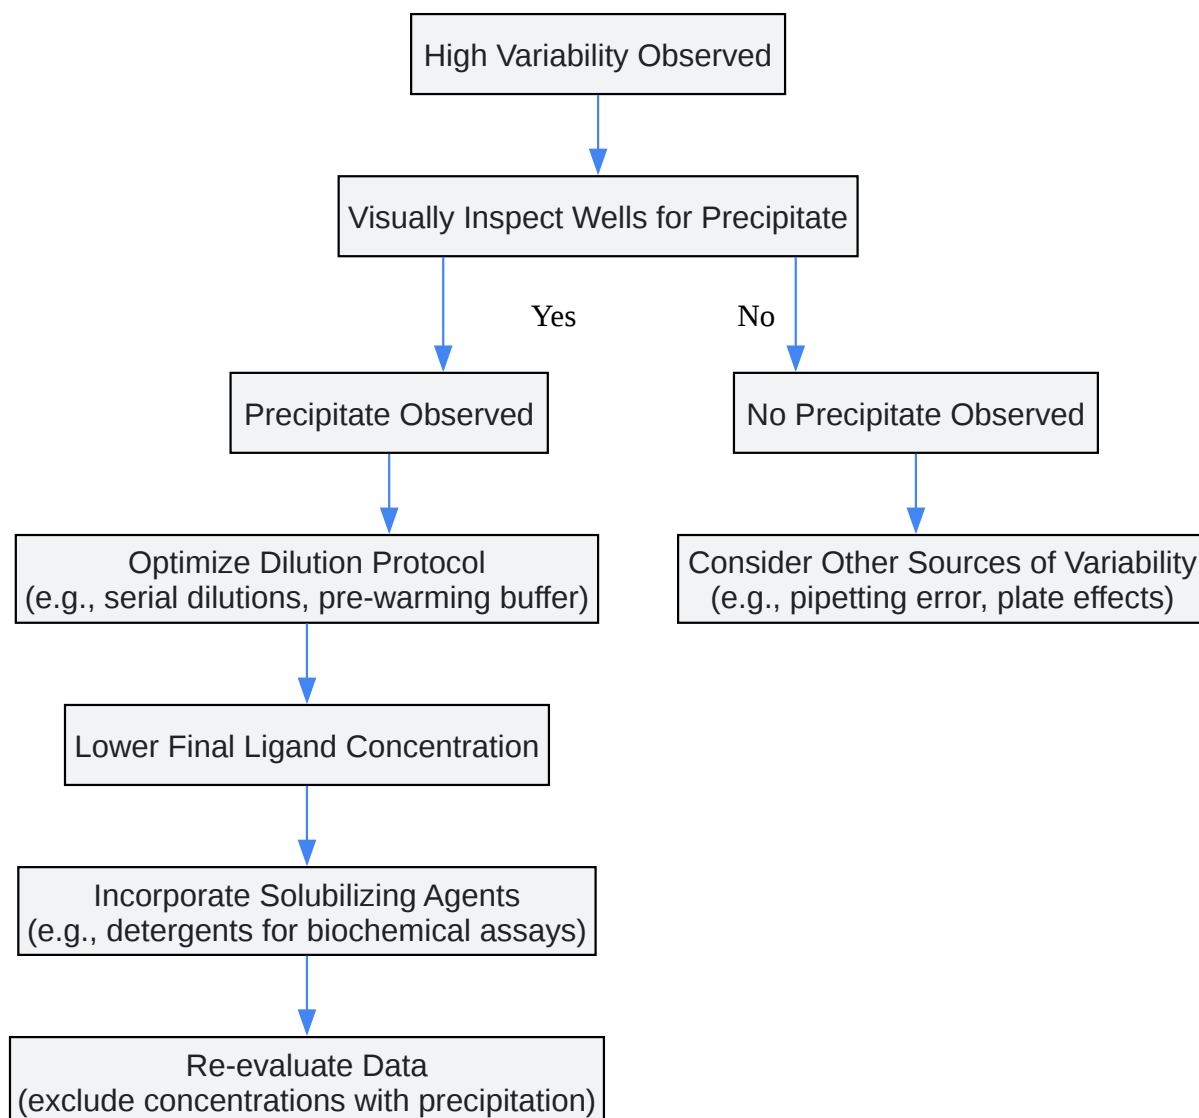 High Variability Observed
Visually Inspect Wells for Precipitate
Yes
No
Precipitate Observed
No Precipitate Observed
Optimize Dilution Protocol
(e.g., serial dilutions, pre-warming buffer)
Consider Other Sources of Variability
(e.g., pipetting error, plate effects)
Lower Final Ligand Concentration
Incorporate Solubilizing Agents
(e.g., detergents for biochemical assays)
Re-evaluate Data
(exclude concentrations with precipitation)